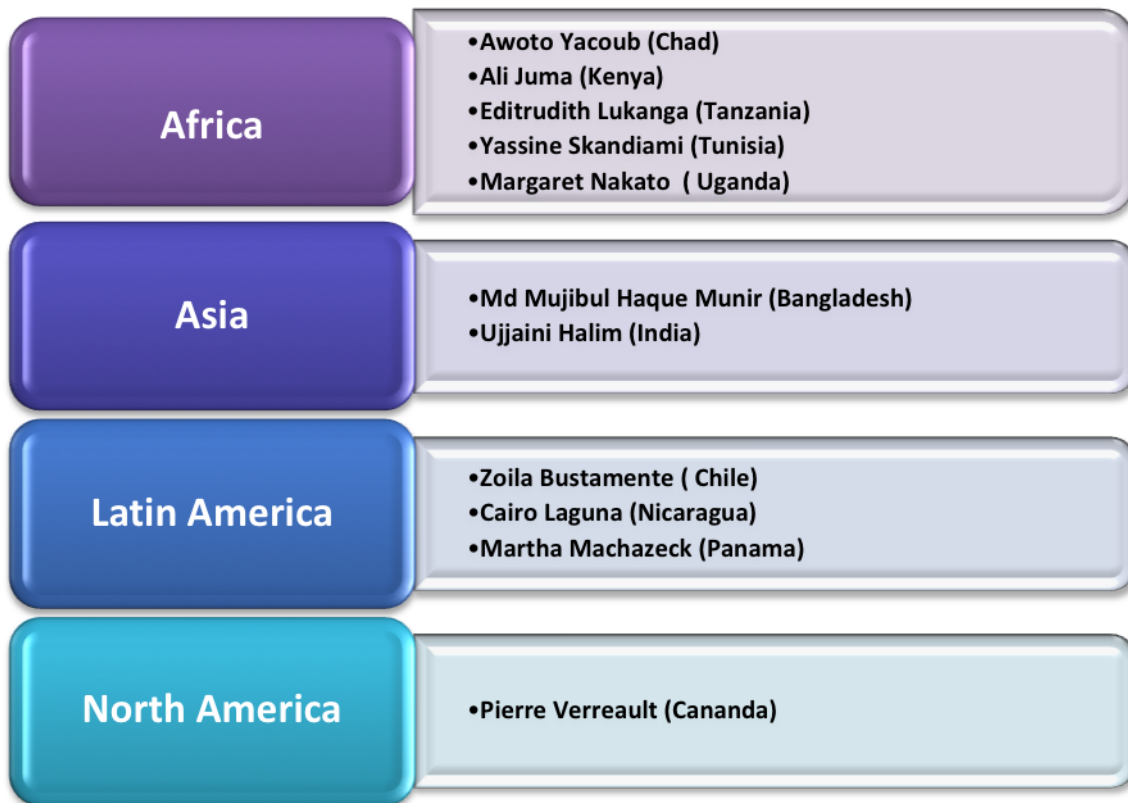 Africa
•Awoto Yacoub (Chad)
•Ali Juma (Kenya)
•Editrudith Lukanga (Tanzania)
•Yassine Skandiami (Tunisia)
•Margaret Nakato  ( Uganda)
Asia
•Md Mujibul Haque Munir (Bangladesh)
•Ujjaini Halim (India)
Latin America
•Zoila Bustamente ( Chile)
•Cairo Laguna (Nicaragua)
•Martha Machazeck (Panama)
North America
•Pierre Verreault (Cananda)